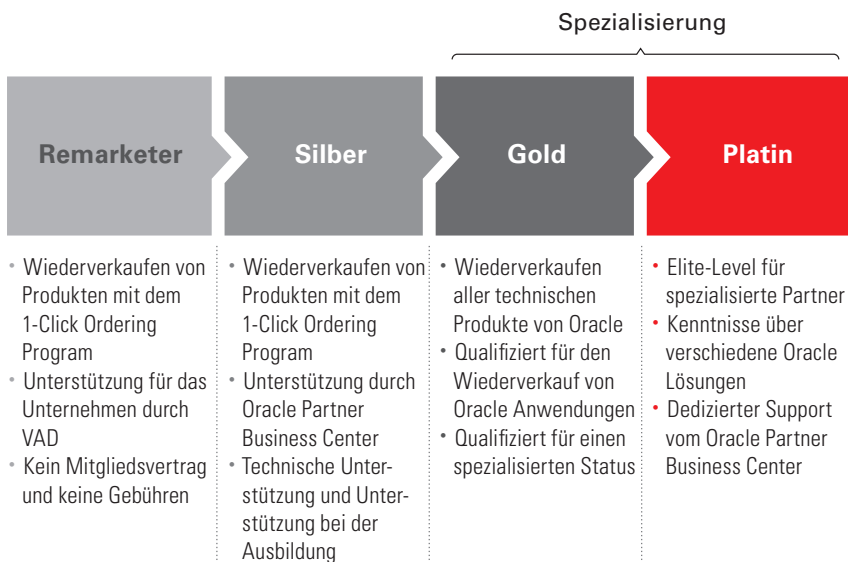 Spezialisierung
Remarketer
Silber
Gold
Platin
• Wiederverkaufen von
Produkten mit dem
1-Click Ordering
Program
• Unterstützung für das
Unternehmen durch
VAD
• Kein Mitgliedsvertrag
und keine Gebühren
• Wiederverkaufen von
Produkten mit dem
1-Click Ordering
Program
• Unterstützung durch
Oracle Partner
Business Center
• Technische Unter-
stützung und Unter-
stützung bei der
Ausbildung
• Wiederverkaufen
aller technischen
Produkte von Oracle
• Qualifiziert für den
Wiederverkauf von
Oracle Anwendungen
• Qualifiziert für einen
spezialisierten Status
• Elite-Level für
spezialisierte Partner
• Kenntnisse über
verschiedene Oracle
Lösungen
• Dedizierter Support
vom Oracle Partner
Business Center